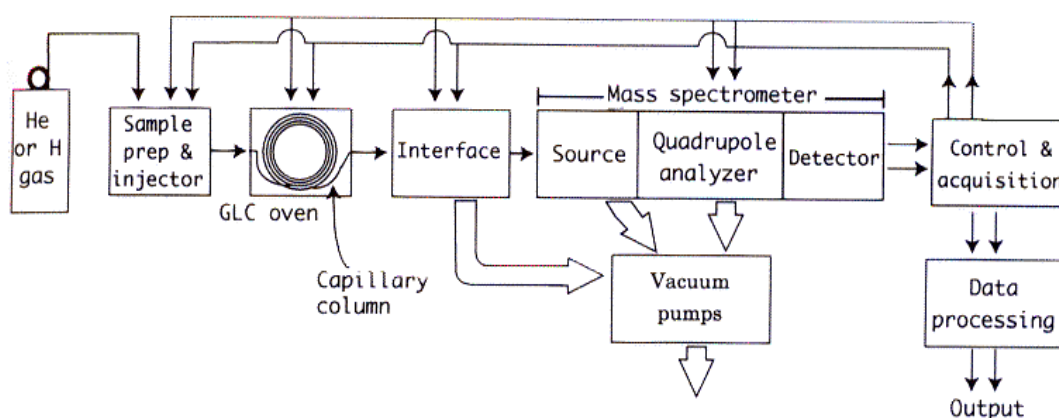 Mass spectrometer
He
or H
gas
Sample
prep &
injector
GLC oven
Capillary
column
Interface
Source
Quadrupole
analyzer
Detector
Control &
acquisition
Vacuum
pumps
Data
processing
Output